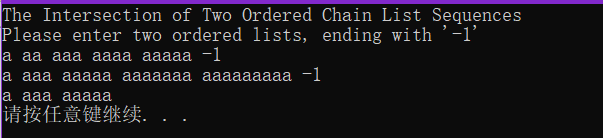 The Intersection of Two Ordered Chain List Sequences
Please enter two ordered lists, ending with '-1'
a aa aaa aaaa aaaaa -1
a aaa aaaaa aaaaaaa aaaaaaaaa -1
a aaa aaaaa
请按任意键继续. . .